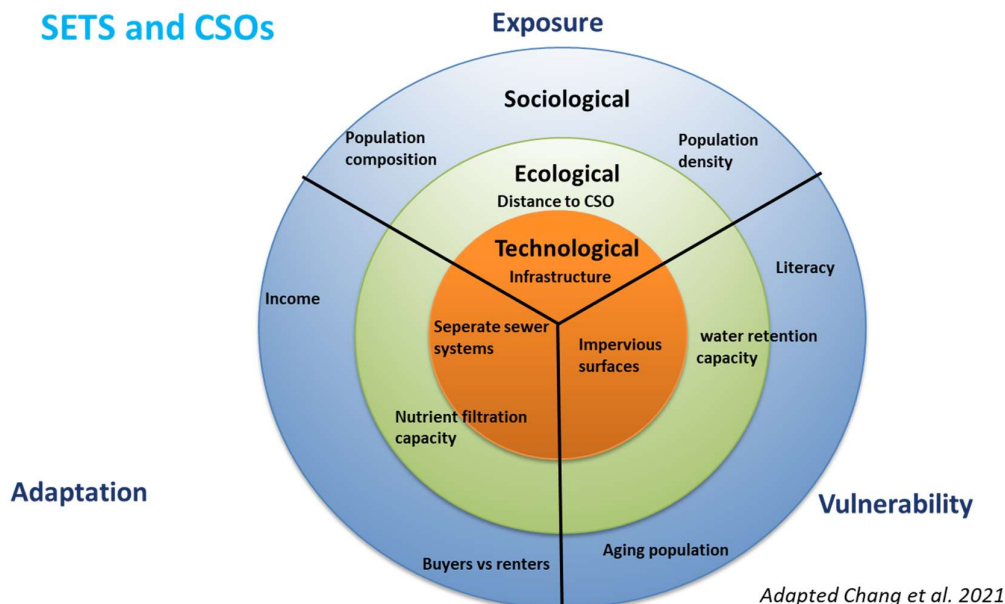 SETS and CSOs
Exposure
Sociological
Population
composition
Population
density
Ecological
Distance to CSO
Technological
Infrastructure
Literacy
Income
Seperate sewer
systems
Impervious
surfaces
water retention
capacity
Nutrient filtration
capacity
Adaptation
Vulnerability
Buyers vs renters
Aging population
Adapted Chang et al. 2021